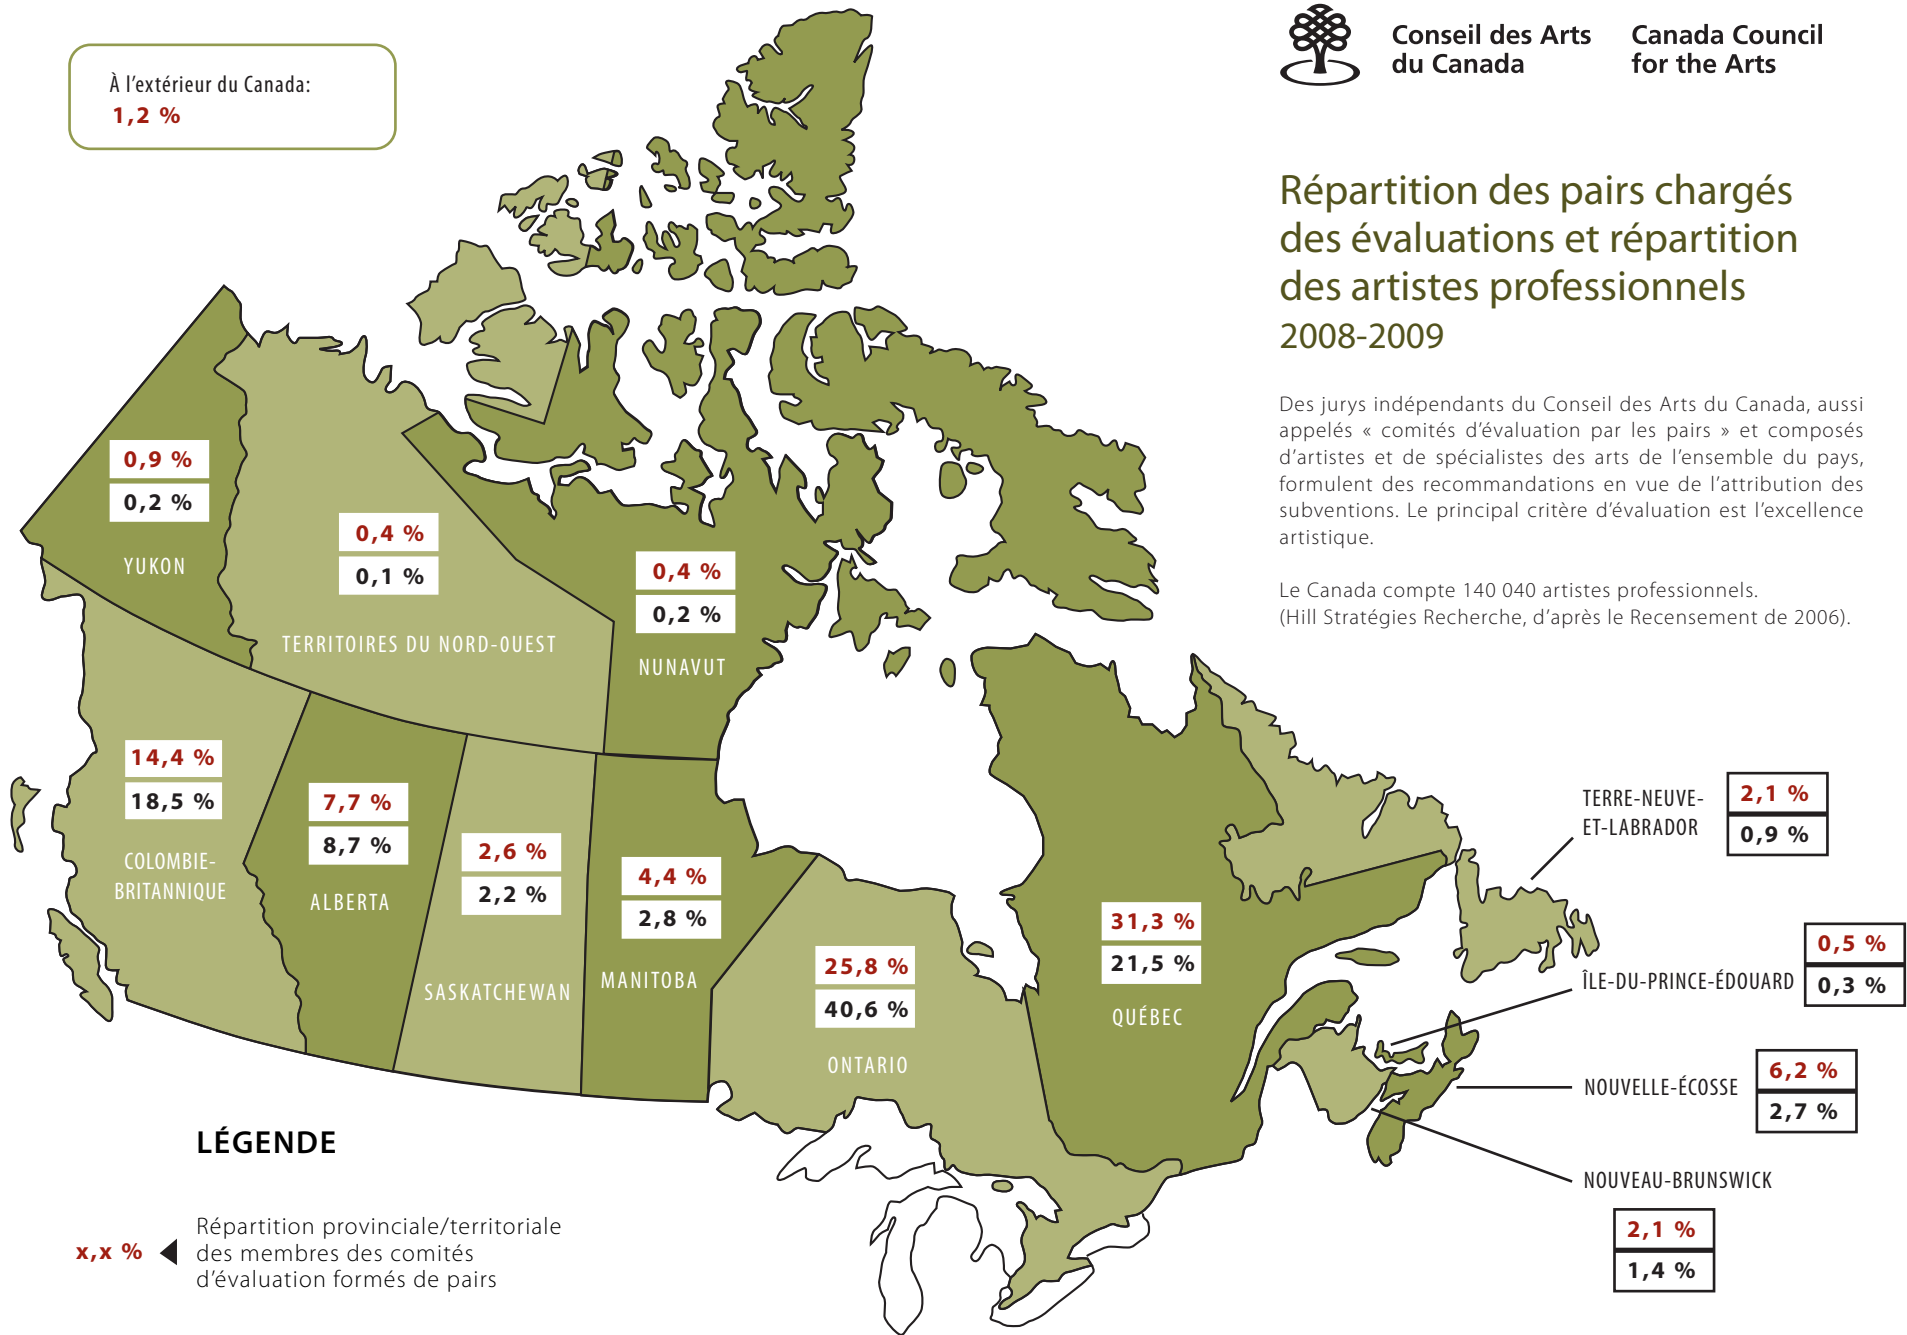 À l'extérieur du Canada:
1,2 %
Conseil des Arts
du Canada
Canada Council
for the Arts
Répartition des pairs chargés
des évaluations et répartition
des artistes professionnels
2008-2009
Des jurys indépendants du Conseil des Arts du Canada, aussi
appelés « comités d'évaluation par les pairs » et composés
d'artistes et de spécialistes des arts de l'ensemble du pays,
formulent des recommandations en vue de l'attribution des
subventions. Le principal critère d'évaluation est l'excellence
artistique.
Le Canada compte 140 040 artistes professionnels.
(Hill Stratégies Recherche, d'après le Recensement de 2006).
0,9 %
0,2 %
YUKON
0,4 %
0,1 %
TERRITOIRES DU NORD-OUEST
0,4 %
0,2 %
NUNAVUT
14,4 %
18,5 %
COLOMBIE-
BRITANNIQUE
7,7 %
8,7 %
ALBERTA
2,6 %
2,2 %
SASKATCHEWAN
4,4 %
2,8 %
MANITOBA
25,8 %
40,6 %
ONTARIO
31,3 %
21,5 %
QUÉBEC
TERRE-NEUVE-
ET-LABRADOR
2,1 %
0,9 %
ÎLE-DU-PRINCE-ÉDOUARD
0,5 %
0,3 %
NOUVELLE-ÉCOSSE
6,2 %
2,7 %
NOUVEAU-BRUNSWICK
2,1 %
1,4 %
LÉGENDE
x,x %
Répartition provinciale/territoriale
des membres des comités
d'évaluation formés de pairs